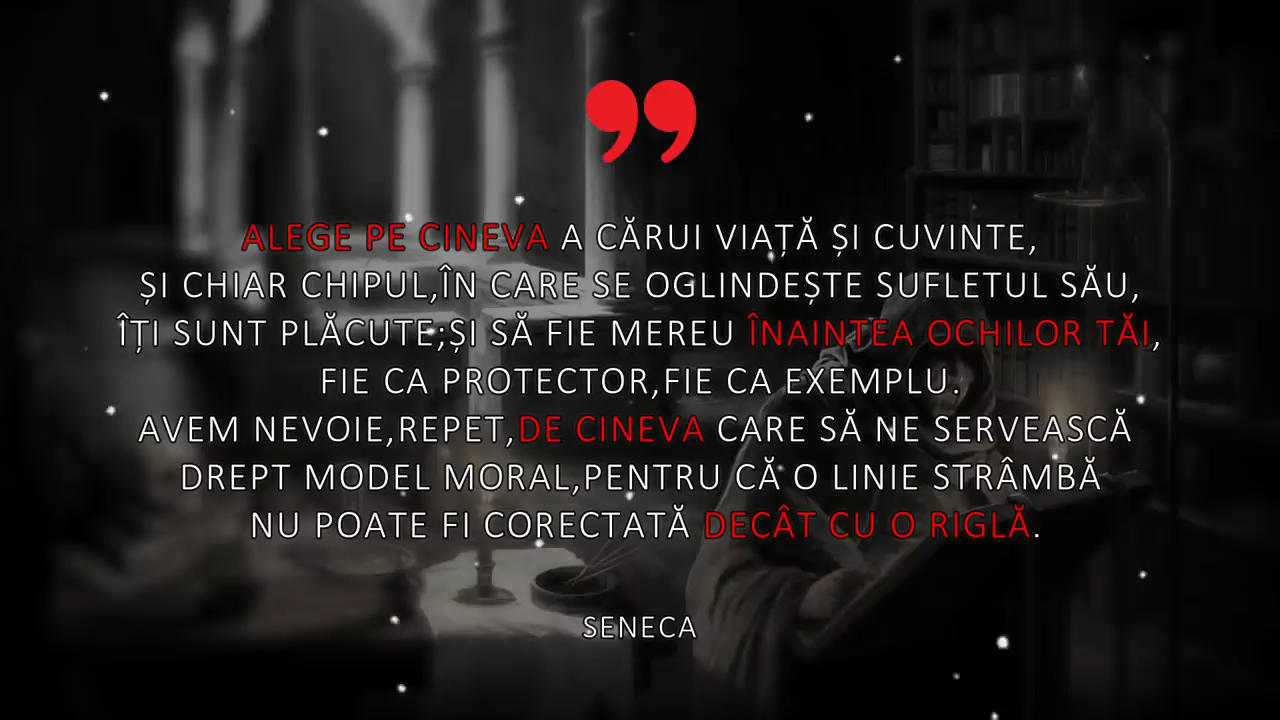 ALEGE PE CINEVA A CĂRUI VIAȚĂ ȘI CUVINTE,
ȘI CHIAR CHIPUL,ÎN CARE SE OGLINDEȘTE SUFLETUL SĂU,
ÎȚI SUNT PLĂCUTE;ȘI SĂ FIE MEREU ÎNAINTEA OCHILOR TĂI,
FIE CA PROTECTOR,FIE CA EXEMPLU.
AVEM NEVOIE,REPET,DE CINEVA CARE SĂ NE SERVEASCĂ
DREPT MODEL MORAL,PENTRU CĂ O LINIE STRÂMBĂ
NU POATE FI CORECTATĂ DECÂT CU O RIGLĂ.
SENECA